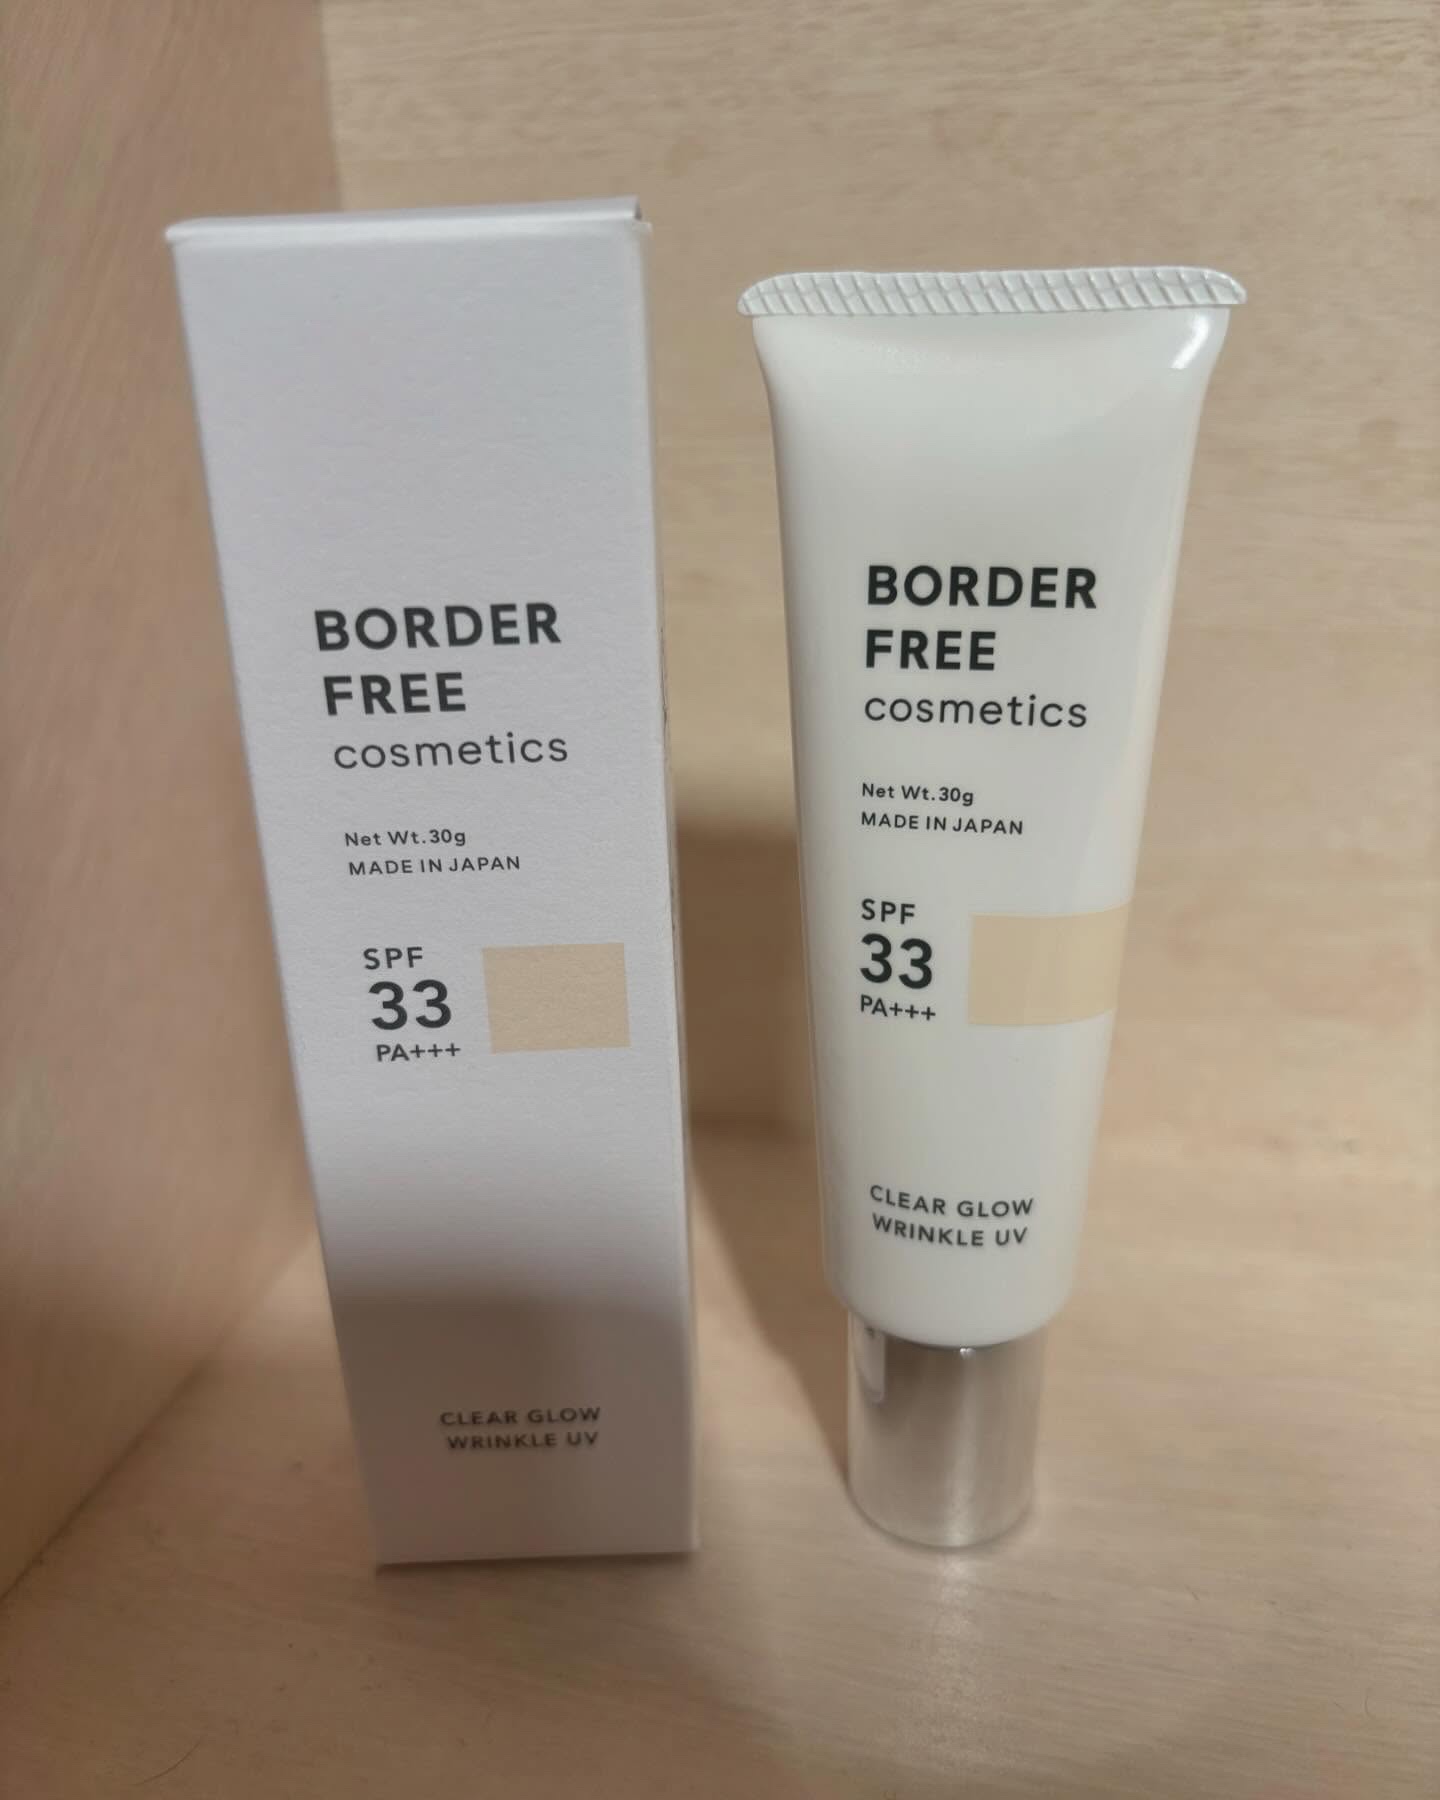 BORDER
FREE
cosmetics
Net Wt.30g
MADE IN JAPAN
SPF
33
PA+++
CLEAR GLOW
WRINKLE UV
BORDER
FREE
cosmetics
Net Wt.30g
MADE IN JAPAN
SPF
33
PA+++
CLEAR GLOW
WRINKLE UV